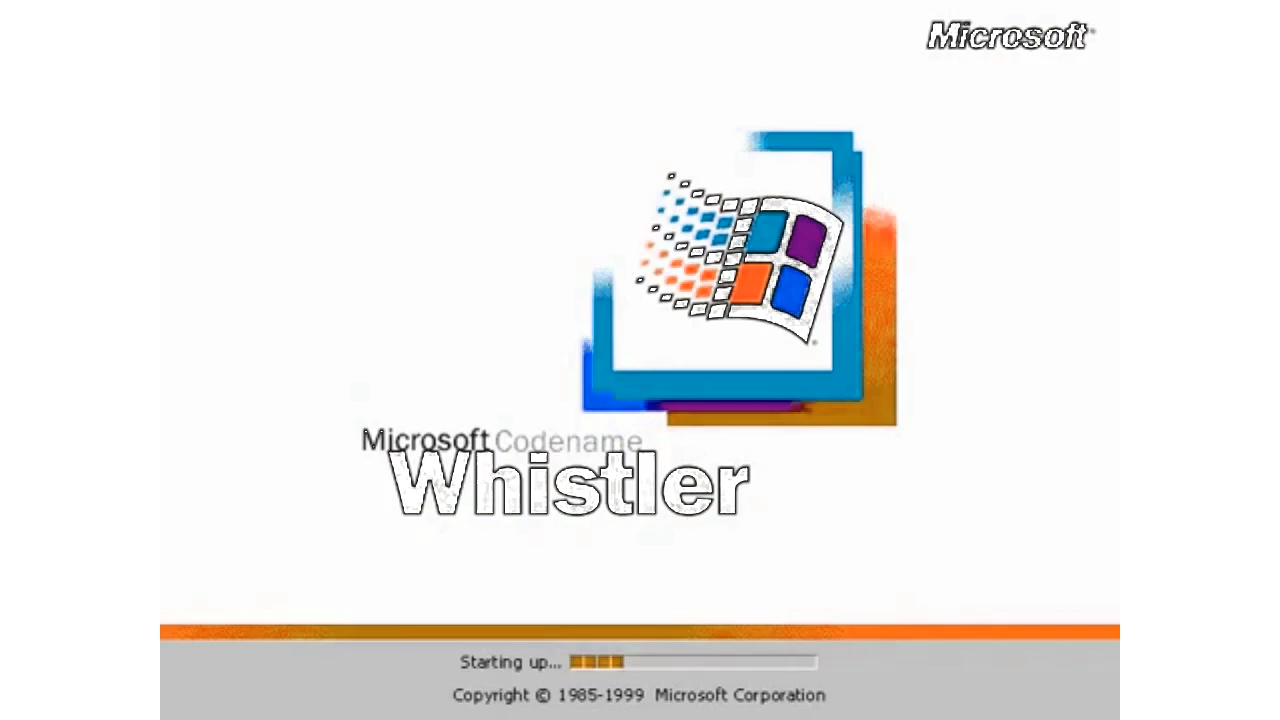 Microsoft
Microsoft Codename
Whistler
Starting up...
Copyright © 1985-1999 Microsoft Corporation